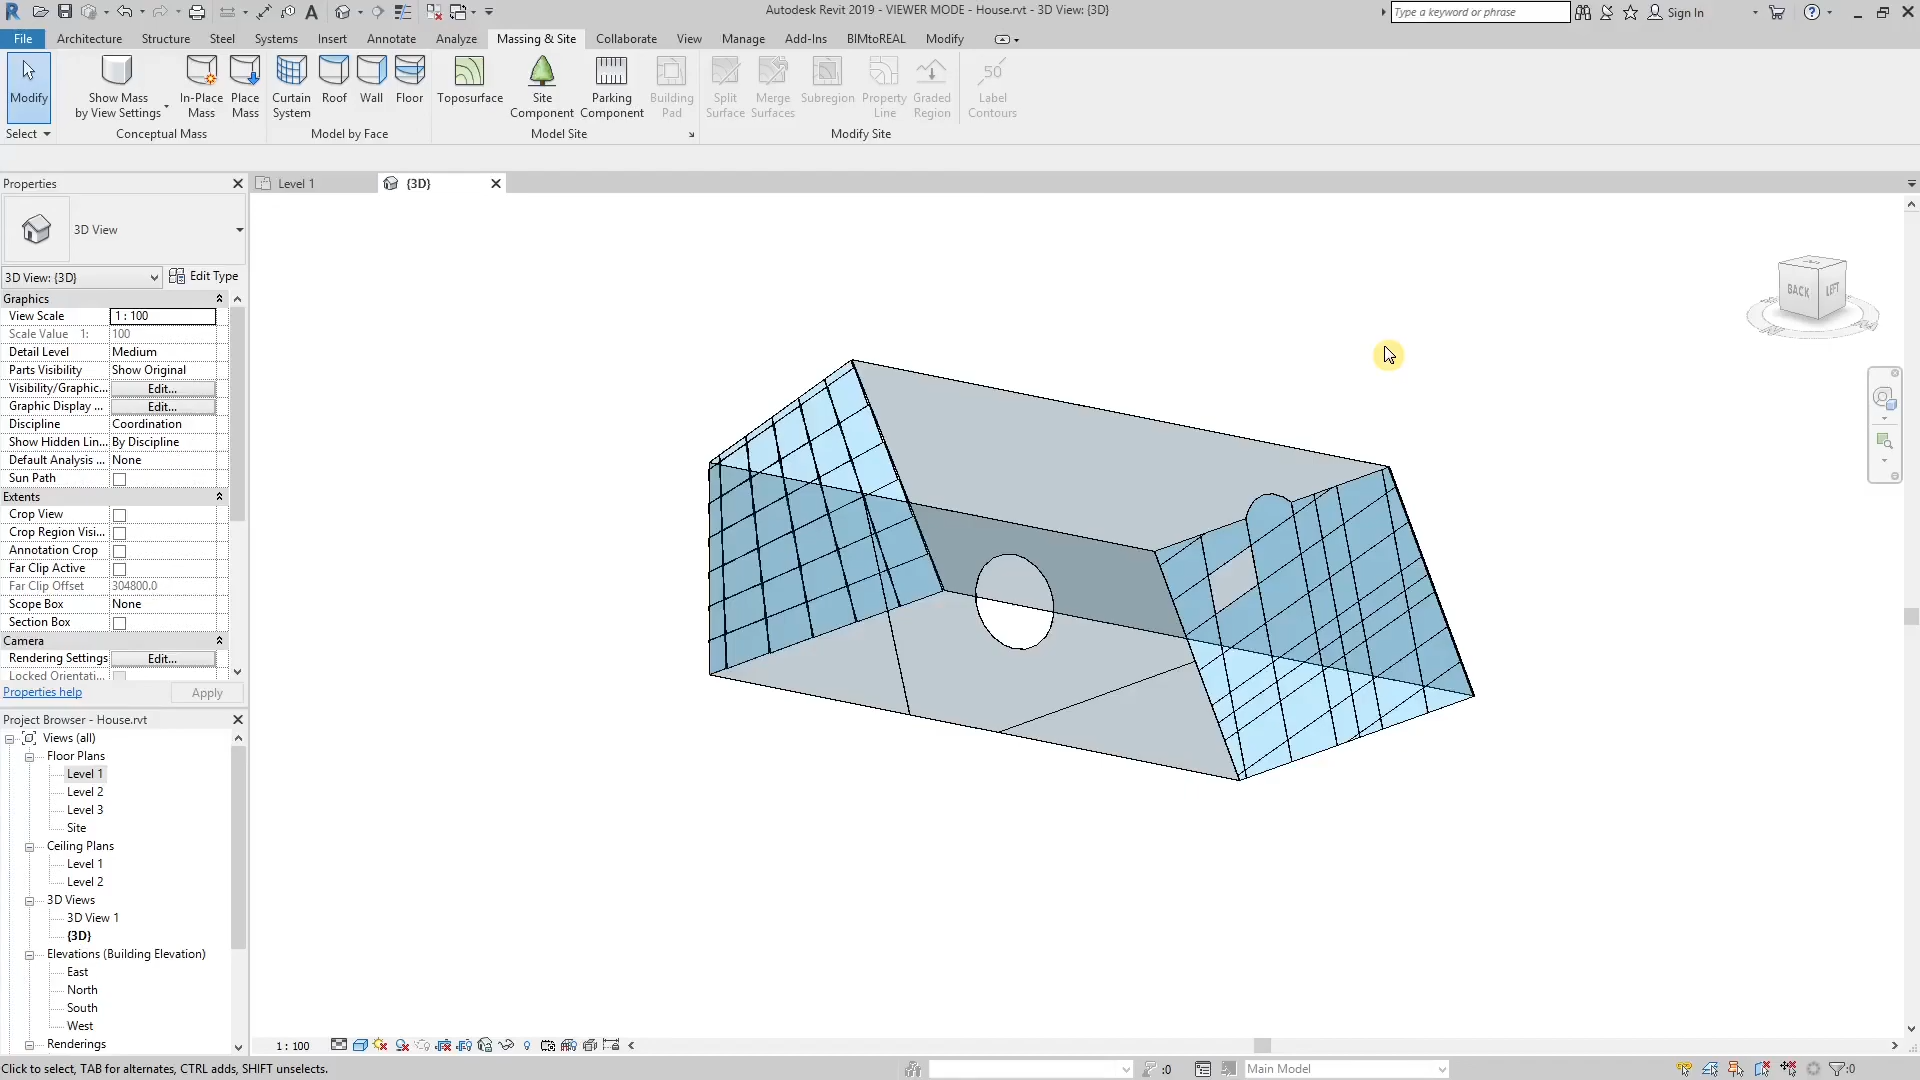 Autodesk Revit 2019 - VIEWER MODE - House.rvt - 3D View: {3D}
Type a keyword or phrase
Sign In
File
Architecture
Structure
Steel
Systems
Insert
Annotate
Analyze
Massing & Site
Collaborate
View
Manage
Add-Ins
BIMtoREAL
Modify
Modify
Show Mass
by View Settings
In-Place
Mass
Place
Mass
Curtain
System
Roof
Wall
Floor
Toposurface
Site
Component
Parking
Component
Building
Pad
Split
Surface
Merge
Surfaces
Subregion
Property
Line
Graded
Region
50
Label
Contours
Select
Conceptual Mass
Model by Face
Model Site
Modify Site
Properties
Level 1
{3D}
3D View
3D View: {3D}
Edit Type
Graphics
View Scale
1 : 100
Scale Value 1:
100
Detail Level
Medium
Parts Visibility
Show Original
Visibility/Graphic...
Edit...
Graphic Display ...
Edit...
Discipline
Coordination
Show Hidden Lin...
By Discipline
Default Analysis ...
None
Sun Path
Extents
Crop View
Crop Region Visi...
Annotation Crop
Far Clip Active
Far Clip Offset
304800.0
Scope Box
None
Section Box
Camera
Rendering Settings
Edit...
Locked Orientati...
Properties help
Apply
BACK
LEFT
Project Browser - House.rvt
Views (all)
Floor Plans
Level 1
Level 2
Level 3
Site
Ceiling Plans
Level 1
Level 2
3D Views
3D View 1
{3D}
Elevations (Building Elevation)
East
North
South
West
Renderings
1 : 100
Click to select, TAB for alternates, CTRL adds, SHIFT unselects.
:0
Main Model
:0